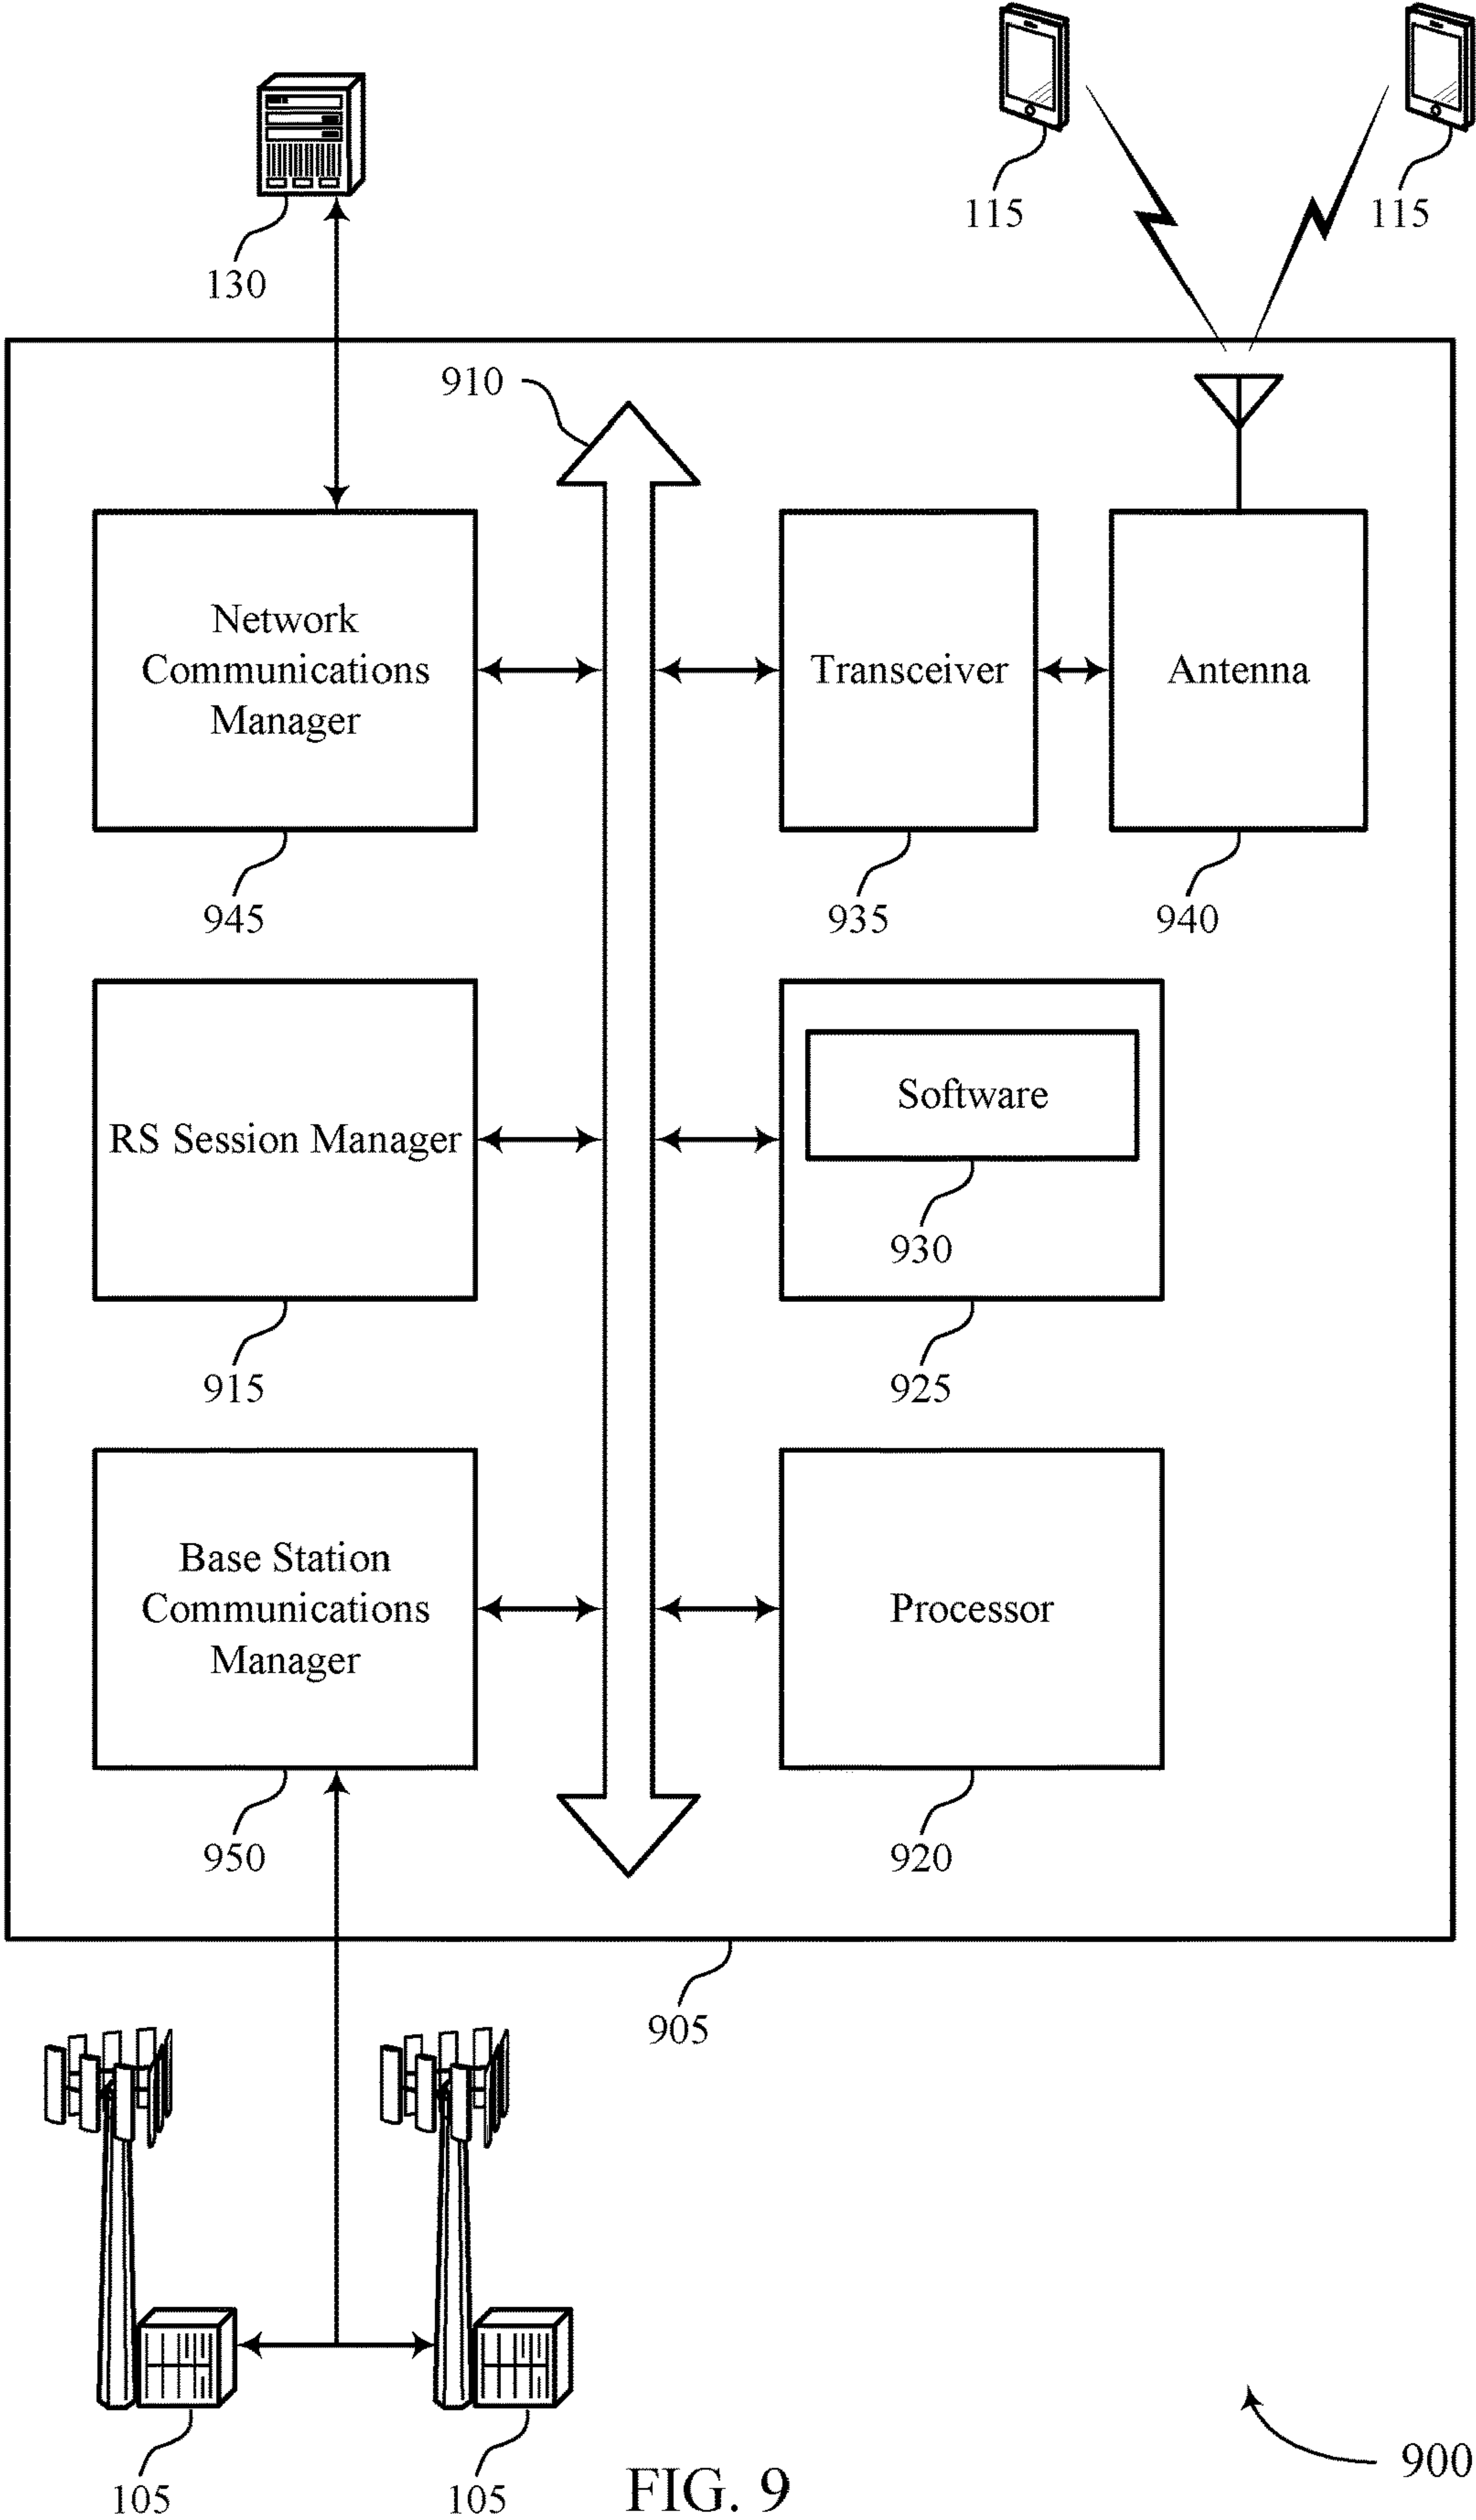 115
115
130
910
Network
Communications
Manager
Transceiver
Antenna
945
935
940
RS Session Manager
Software
930
915
925
Base Station
Communications
Manager
Processor
950
920
905
105
105
FIG. 9
900